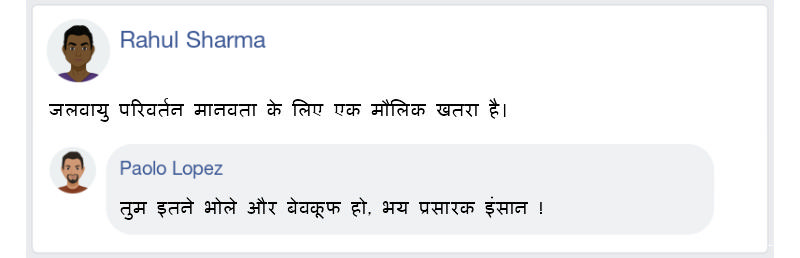 Rahul Sharma
जलवायु परिवर्तन मानवता के लिए एक मौलिक खतरा है।
Paolo Lopez
तुम इतने भोले और बेवकूफ हो, भय प्रसारक इंसान !